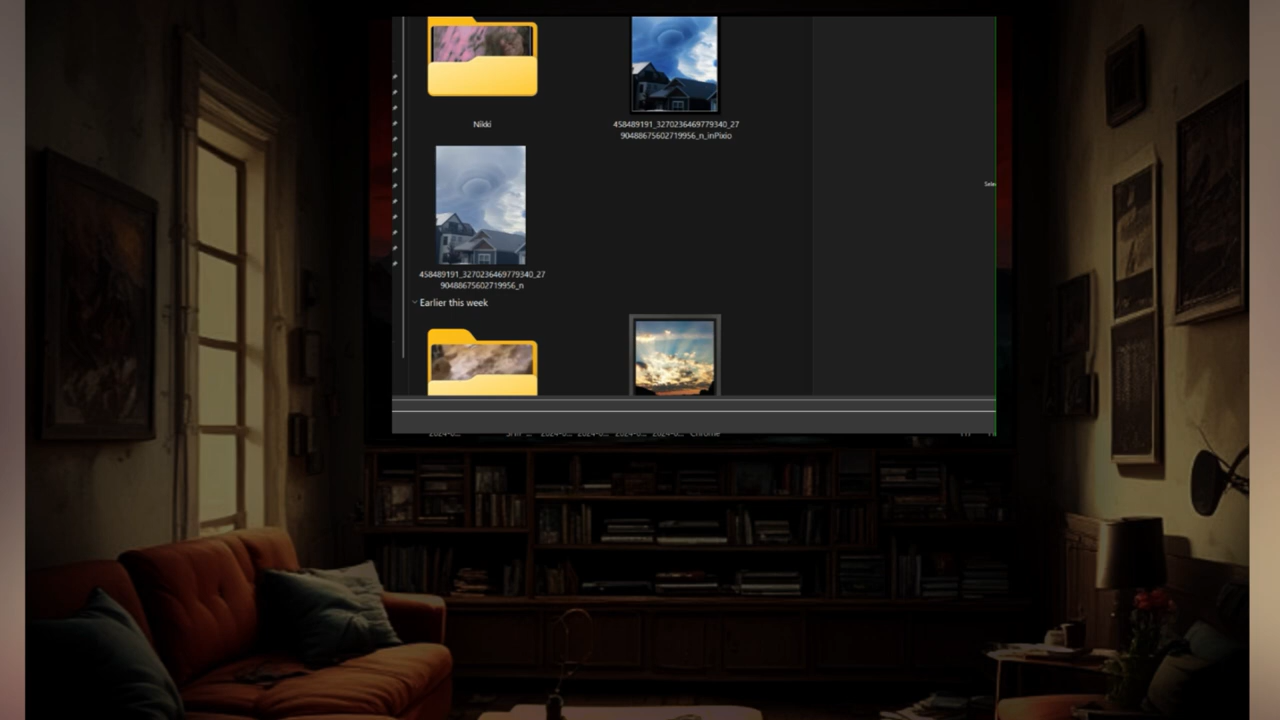 Nikki
458489191_3270236469779340_27
90488675602719956_n_inPixio
458489191_3270236469779340_27
90488675602719956_n
Earlier this week